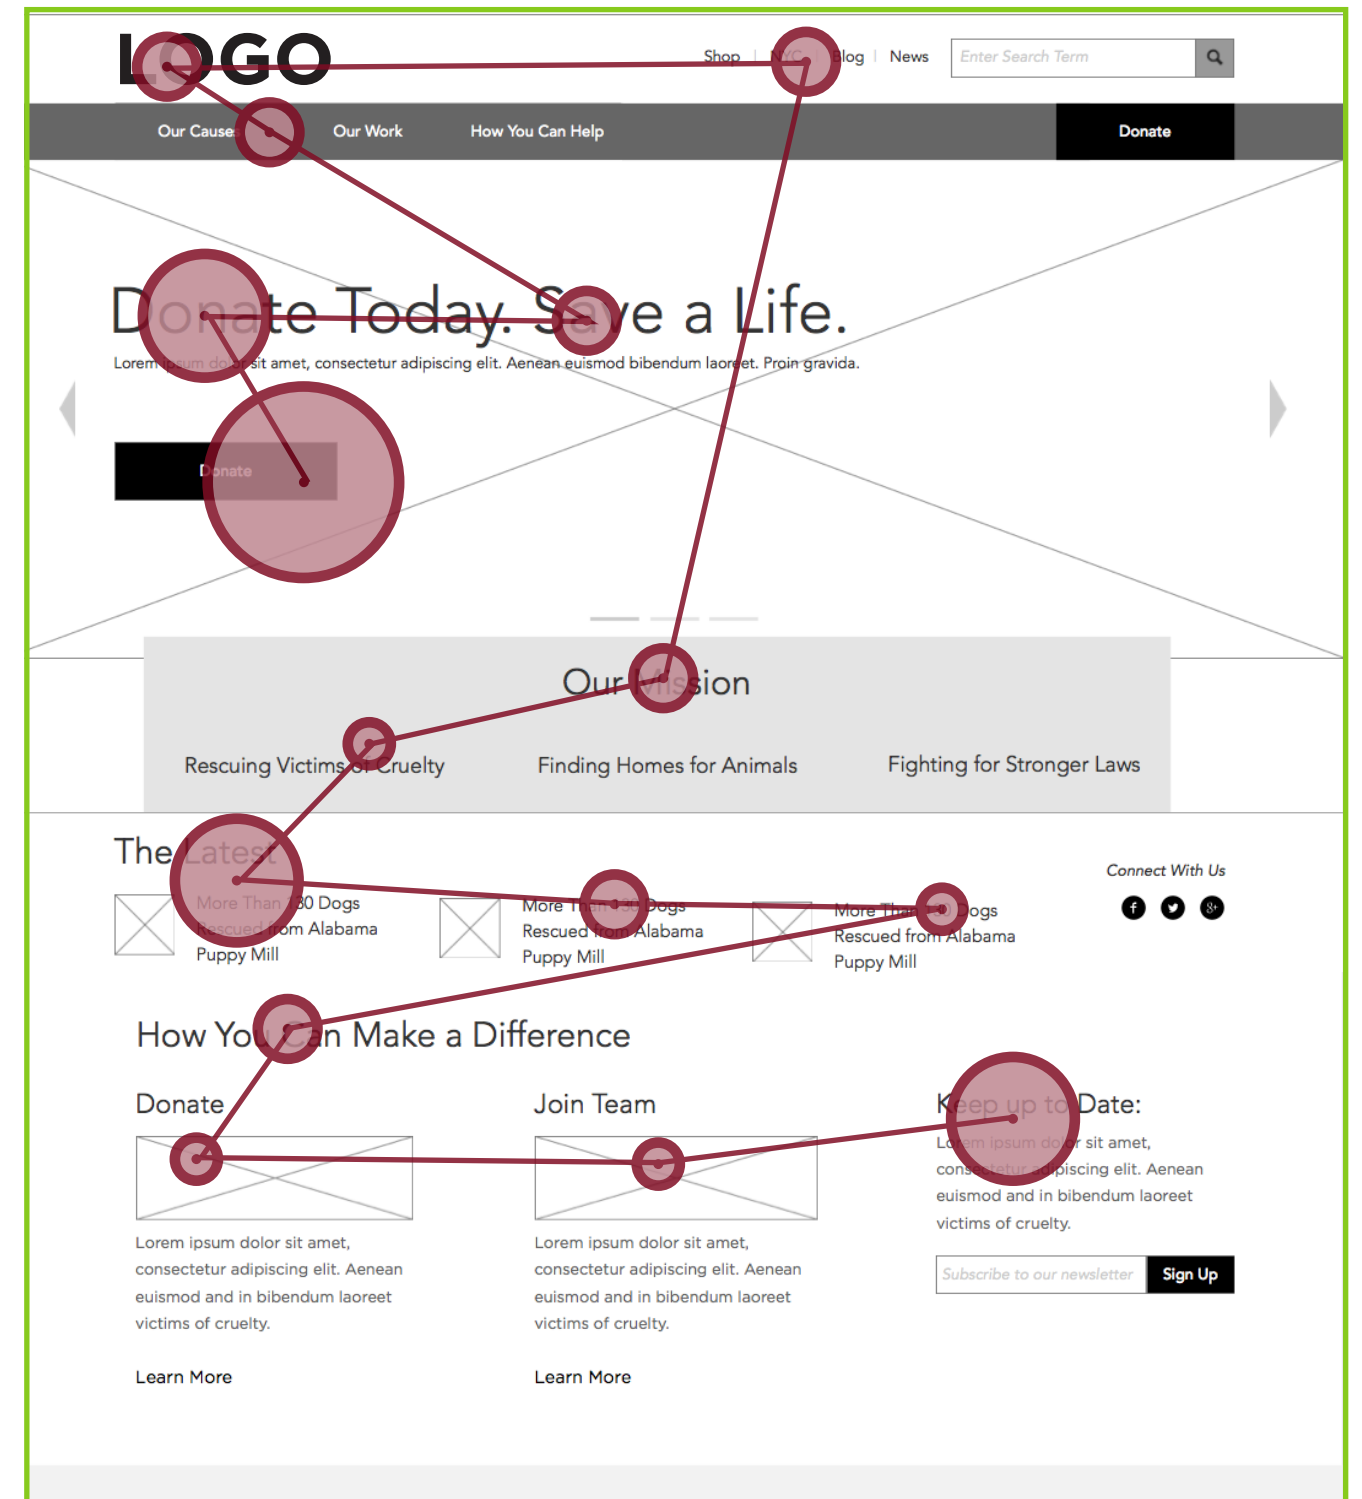 LOGO
Shop | NYC | Blog | News
Enter Search Term
Our Causes
Our Work
How You Can Help
Donate
Donate Today. Save a Life.
Lorem ipsum dolor sit amet, consectetur adipiscing elit. Aenean euismod bibendum laoreet. Proin gravida.
Donate
Our Mission
Rescuing Victims of Cruelty
Finding Homes for Animals
Fighting for Stronger Laws
The Latest
More Than 130 Dogs
Rescued from Alabama
Puppy Mill
More Than 130 Dogs
Rescued from Alabama
Puppy Mill
More Than 130 Dogs
Rescued from Alabama
Puppy Mill
Connect With Us
How You Can Make a Difference
Donate
Lorem ipsum dolor sit amet,
consectetur adipiscing elit. Aenean
euismod and in bibendum laoreet
victims of cruelty.
Learn More
Join Team
Lorem ipsum dolor sit amet,
consectetur adipiscing elit. Aenean
euismod and in bibendum laoreet
victims of cruelty.
Learn More
Keep up to Date:
Lorem ipsum dolor sit amet,
consectetur adipiscing elit. Aenean
euismod and in bibendum laoreet
victims of cruelty.
Subscribe to our newsletter
Sign Up